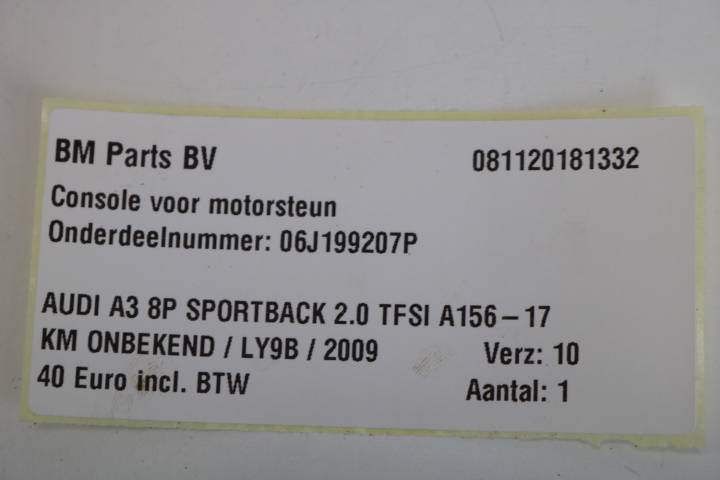 BM Parts BV 081120181332
Console voor motorsteun
Onderdeelnummer: 06J199207P
AUDI A3 8P SPORTBACK 2.0 TFSI A156-17
KM ONBEKEND / LY9B / 2009 Verz: 10
40 Euro incl. BTW Aantal: 1